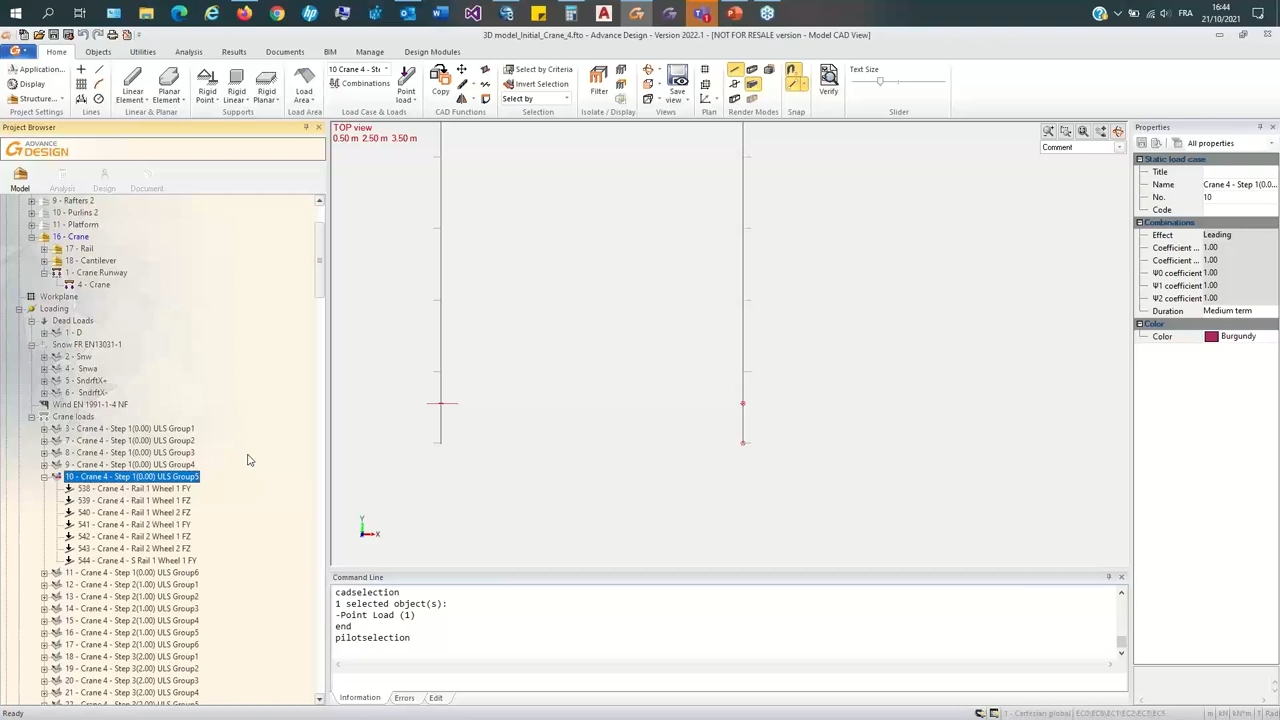 16:44
FRA
21/10/2021
3D model_Initial_Crane_4.fto - Advance Design - Version 2022.1 - [NOT FOR RESALE version - Model CAD View]
Home Objects Utilities Analysis Results Documents BIM Manage Design Modules
Application...
Display
Structure...
Project Settings
Lines
Linear Element
Planar Element
Linear & Planar
Rigid Point
Rigid Linear
Rigid Planar
Supports
Load Area
10 Crane 4 - St
Combinations
Point load
Load Case & Loads
Copy
CAD Functions
Select by Criteria
Insert Selection
Select by
Selection
Filter
Isolate / Display
Save view
Views
Plan
Render Modes
Snap
Verify
Text Size
Slider
Project Browser
ADVANCE DESIGN
Model Analysis Design Document
9 - Rafters 2
10 - Purlins 2
11 - Platform
16 - Crane
17 - Rail
18 - Cantilever
1 - Crane Runway
4 - Crane
Workplane
Loading
Dead Loads
1 - D
Snow FR EN13031-1
2 - Snw
4 - Snwa
5 - SndrftX+
6 - SndrftX-
Wind EN 1991-1-4 NF
Crane loads
3 - Crane 4 - Step 1(0.00) ULS Group1
7 - Crane 4 - Step 1(0.00) ULS Group2
8 - Crane 4 - Step 1(0.00) ULS Group3
9 - Crane 4 - Step 1(0.00) ULS Group4
10 - Crane 4 - Step 1(0.00) ULS Group5
538 - Crane 4 - Rail 1 Wheel 1 FY
539 - Crane 4 - Rail 1 Wheel 1 FZ
540 - Crane 4 - Rail 1 Wheel 2 FZ
541 - Crane 4 - Rail 2 Wheel 1 FY
542 - Crane 4 - Rail 2 Wheel 1 FZ
543 - Crane 4 - Rail 2 Wheel 2 FZ
544 - Crane 4 - S Rail 1 Wheel 1 FY
11 - Crane 4 - Step 1(0.00) ULS Group6
12 - Crane 4 - Step 2(1.00) ULS Group1
13 - Crane 4 - Step 2(1.00) ULS Group2
14 - Crane 4 - Step 2(1.00) ULS Group3
15 - Crane 4 - Step 2(1.00) ULS Group4
16 - Crane 4 - Step 2(1.00) ULS Group5
17 - Crane 4 - Step 2(1.00) ULS Group6
18 - Crane 4 - Step 3(2.00) ULS Group1
19 - Crane 4 - Step 3(2.00) ULS Group2
20 - Crane 4 - Step 3(2.00) ULS Group3
21 - Crane 4 - Step 3(2.00) ULS Group4
TOP view
0.50 m 2.50 m 3.50 m
Comment
Y
X
Command Line
cadselection
1 selected object(s):
-Point Load (1)
end
pilotselection
Information Errors Edit
Properties
All properties
Static load case
Title
Name Crane 4 - Step 1(0.0...
No. 10
Code
Combinations
Effect Leading
Coefficient ... 1.00
Coefficient ... 1.00
Ψ0 coefficient 1.00
Ψ1 coefficient 1.00
Ψ2 coefficient 1.00
Duration Medium term
Color
Color Burgundy
Ready
1 - Cartesian global
m kN kN*m T